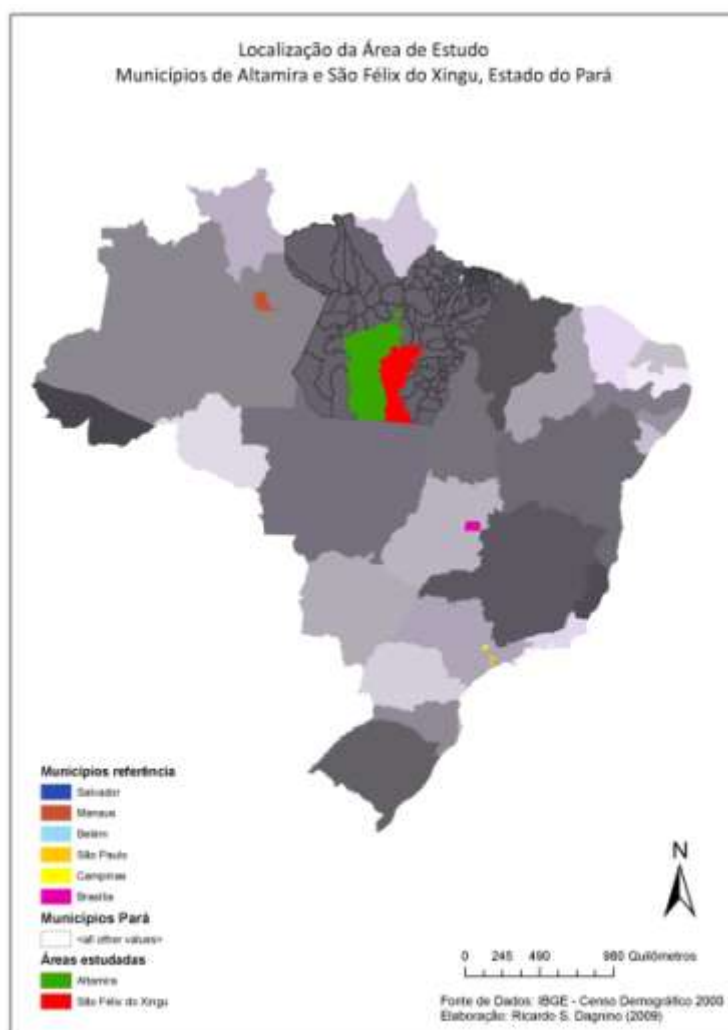 Localização da Área de Estudo
Municípios de Altamira e São Félix do Xingu, Estado do Pará
Municípios referência
Salvador
Manaus
Belém
São Paulo
Campinas
Brasília
Municípios Pará
<all other values>
Áreas estudadas
Altamira
São Félix do Xingu
N
0 245 490 980 Quilômetros
Fonte de Dados: IBGE - Censo Demográfico 2000
Elaboração: Ricardo S. Dagnino (2009)